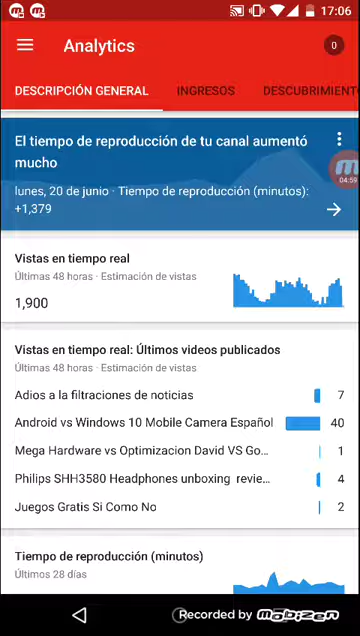 17:06
Analytics
0
DESCRIPCIÓN GENERAL
INGRESOS
DESCUBRIMIENT
El tiempo de reproducción de tu canal aumentó
mucho
04:59
lunes, 20 de junio · Tiempo de reproducción (minutos):
+1,379
Vistas en tiempo real
Últimas 48 horas · Estimación de vistas
1,900
Vistas en tiempo real: Últimos videos publicados
Últimas 48 horas · Estimación de vistas
Adios a la filtraciones de noticias 7
Android vs Windows 10 Mobile Camera Español 40
Mega Hardware vs Optimizacion David VS Go... 1
Philips SHH3580 Headphones unboxing revie... 4
Juegos Gratis Si Como No 2
Tiempo de reproducción (minutos)
Últimos 28 días
Recorded by mobizen